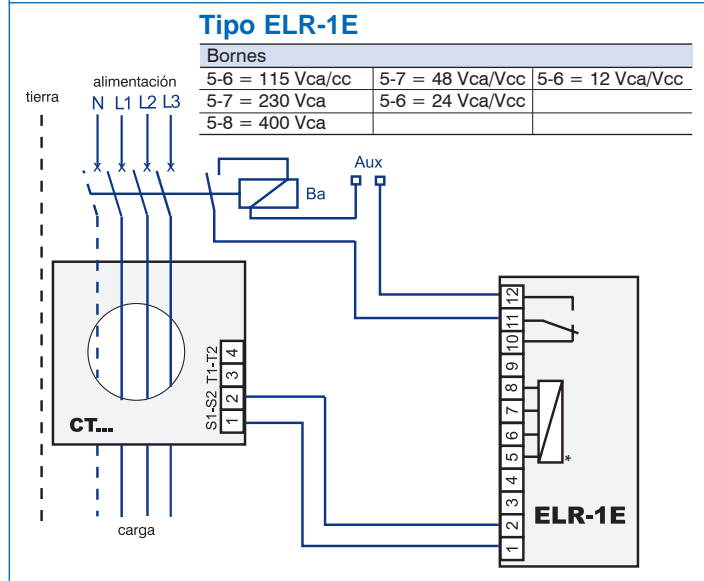 Tipo ELR-1E
Bornes
5-6 = 115 Vca/cc 5-7 = 48 Vca/Vcc 5-6 = 12 Vca/Vcc
5-7 = 230 Vca 5-6 = 24 Vca/Vcc
5-8 = 400 Vca
alimentación
tierra
N L1 L2 L3
x x x x
Aux
Ba
12
11
10
9
8
7
6
5
4
3
2
1
*
ELR-1E
T1-T2
S1-S2
4
3
2
1
CT...
carga